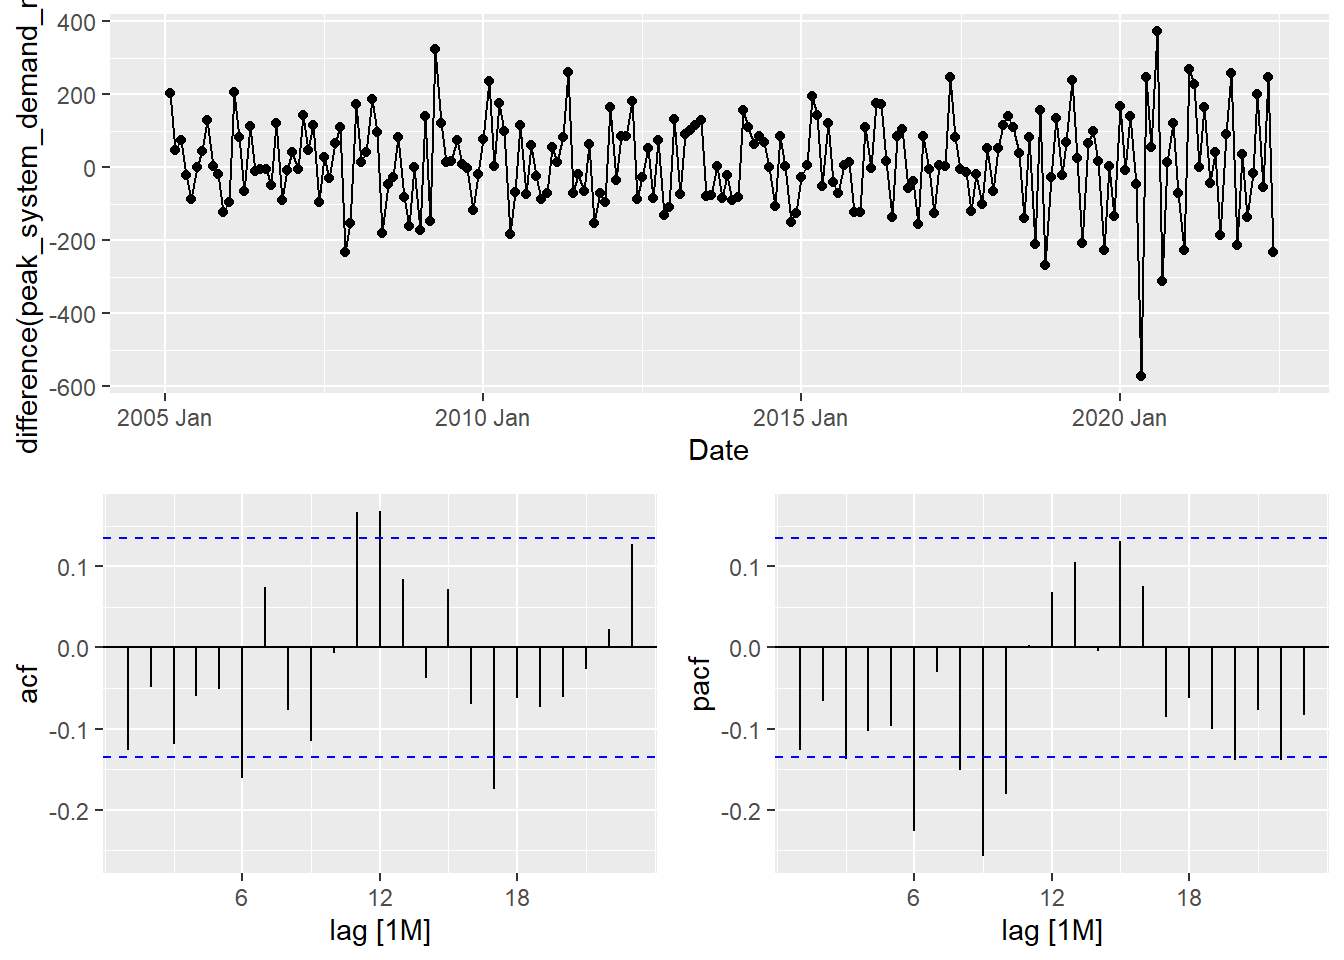 difference(peak_system_demand_
400
200
0
-200
-400
-600
2005 Jan
2010 Jan
2015 Jan
2020 Jan
Date
acf
0.1
0.0
-0.1
-0.2
6
12
18
lag [1M]
pacf
0.1
0.0
-0.1
-0.2
6
12
18
lag [1M]